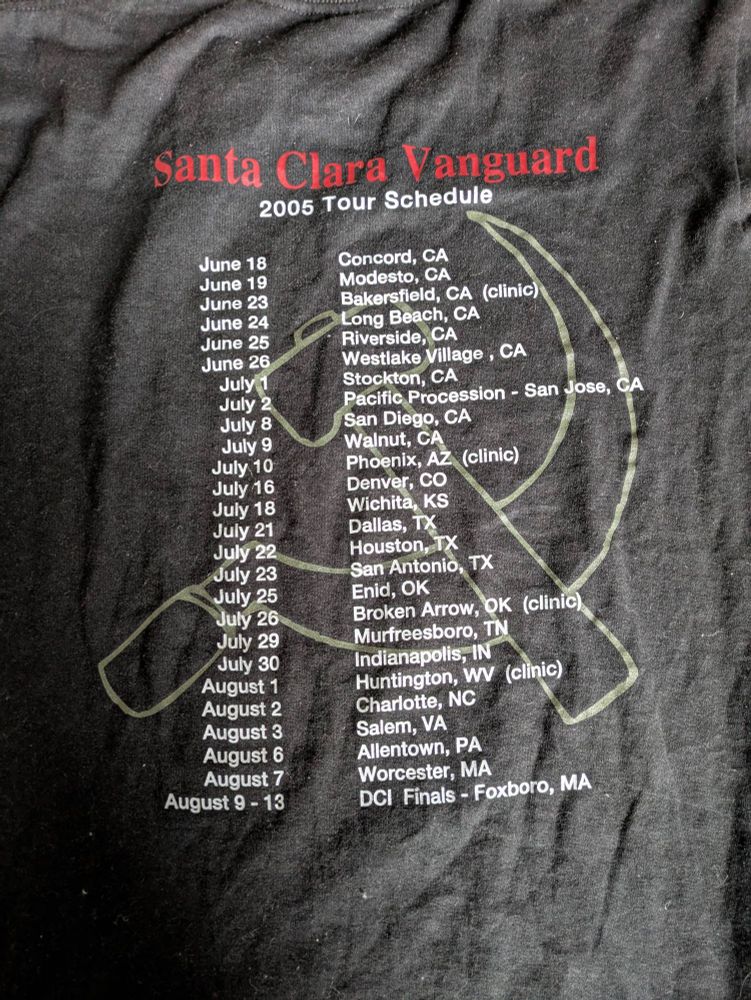 Santa Clara Vanguard
2005 Tour Schedule
June 18 Concord, CA
June 19 Modesto, CA
June 23 Bakersfield, CA (clinic)
June 24 Long Beach, CA
June 25 Riverside, CA
June 26 Westlake Village , CA
July 1 Stockton, CA
July 2 Pacific Procession - San Jose, CA
July 8 San Diego, CA
July 9 Walnut, CA
July 10 Phoenix, AZ (clinic)
July 16 Denver, CO
July 18 Wichita, KS
July 21 Dallas, TX
July 22 Houston, TX
July 23 San Antonio, TX
July 25 Enid, OK
July 26 Broken Arrow, OK (clinic)
July 29 Murfreesboro, TN
July 30 Indianapolis, IN
August 1 Huntington, WV (clinic)
August 2 Charlotte, NC
August 3 Salem, VA
August 6 Allentown, PA
August 7 Worcester, MA
August 9 - 13 DCI Finals - Foxboro, MA